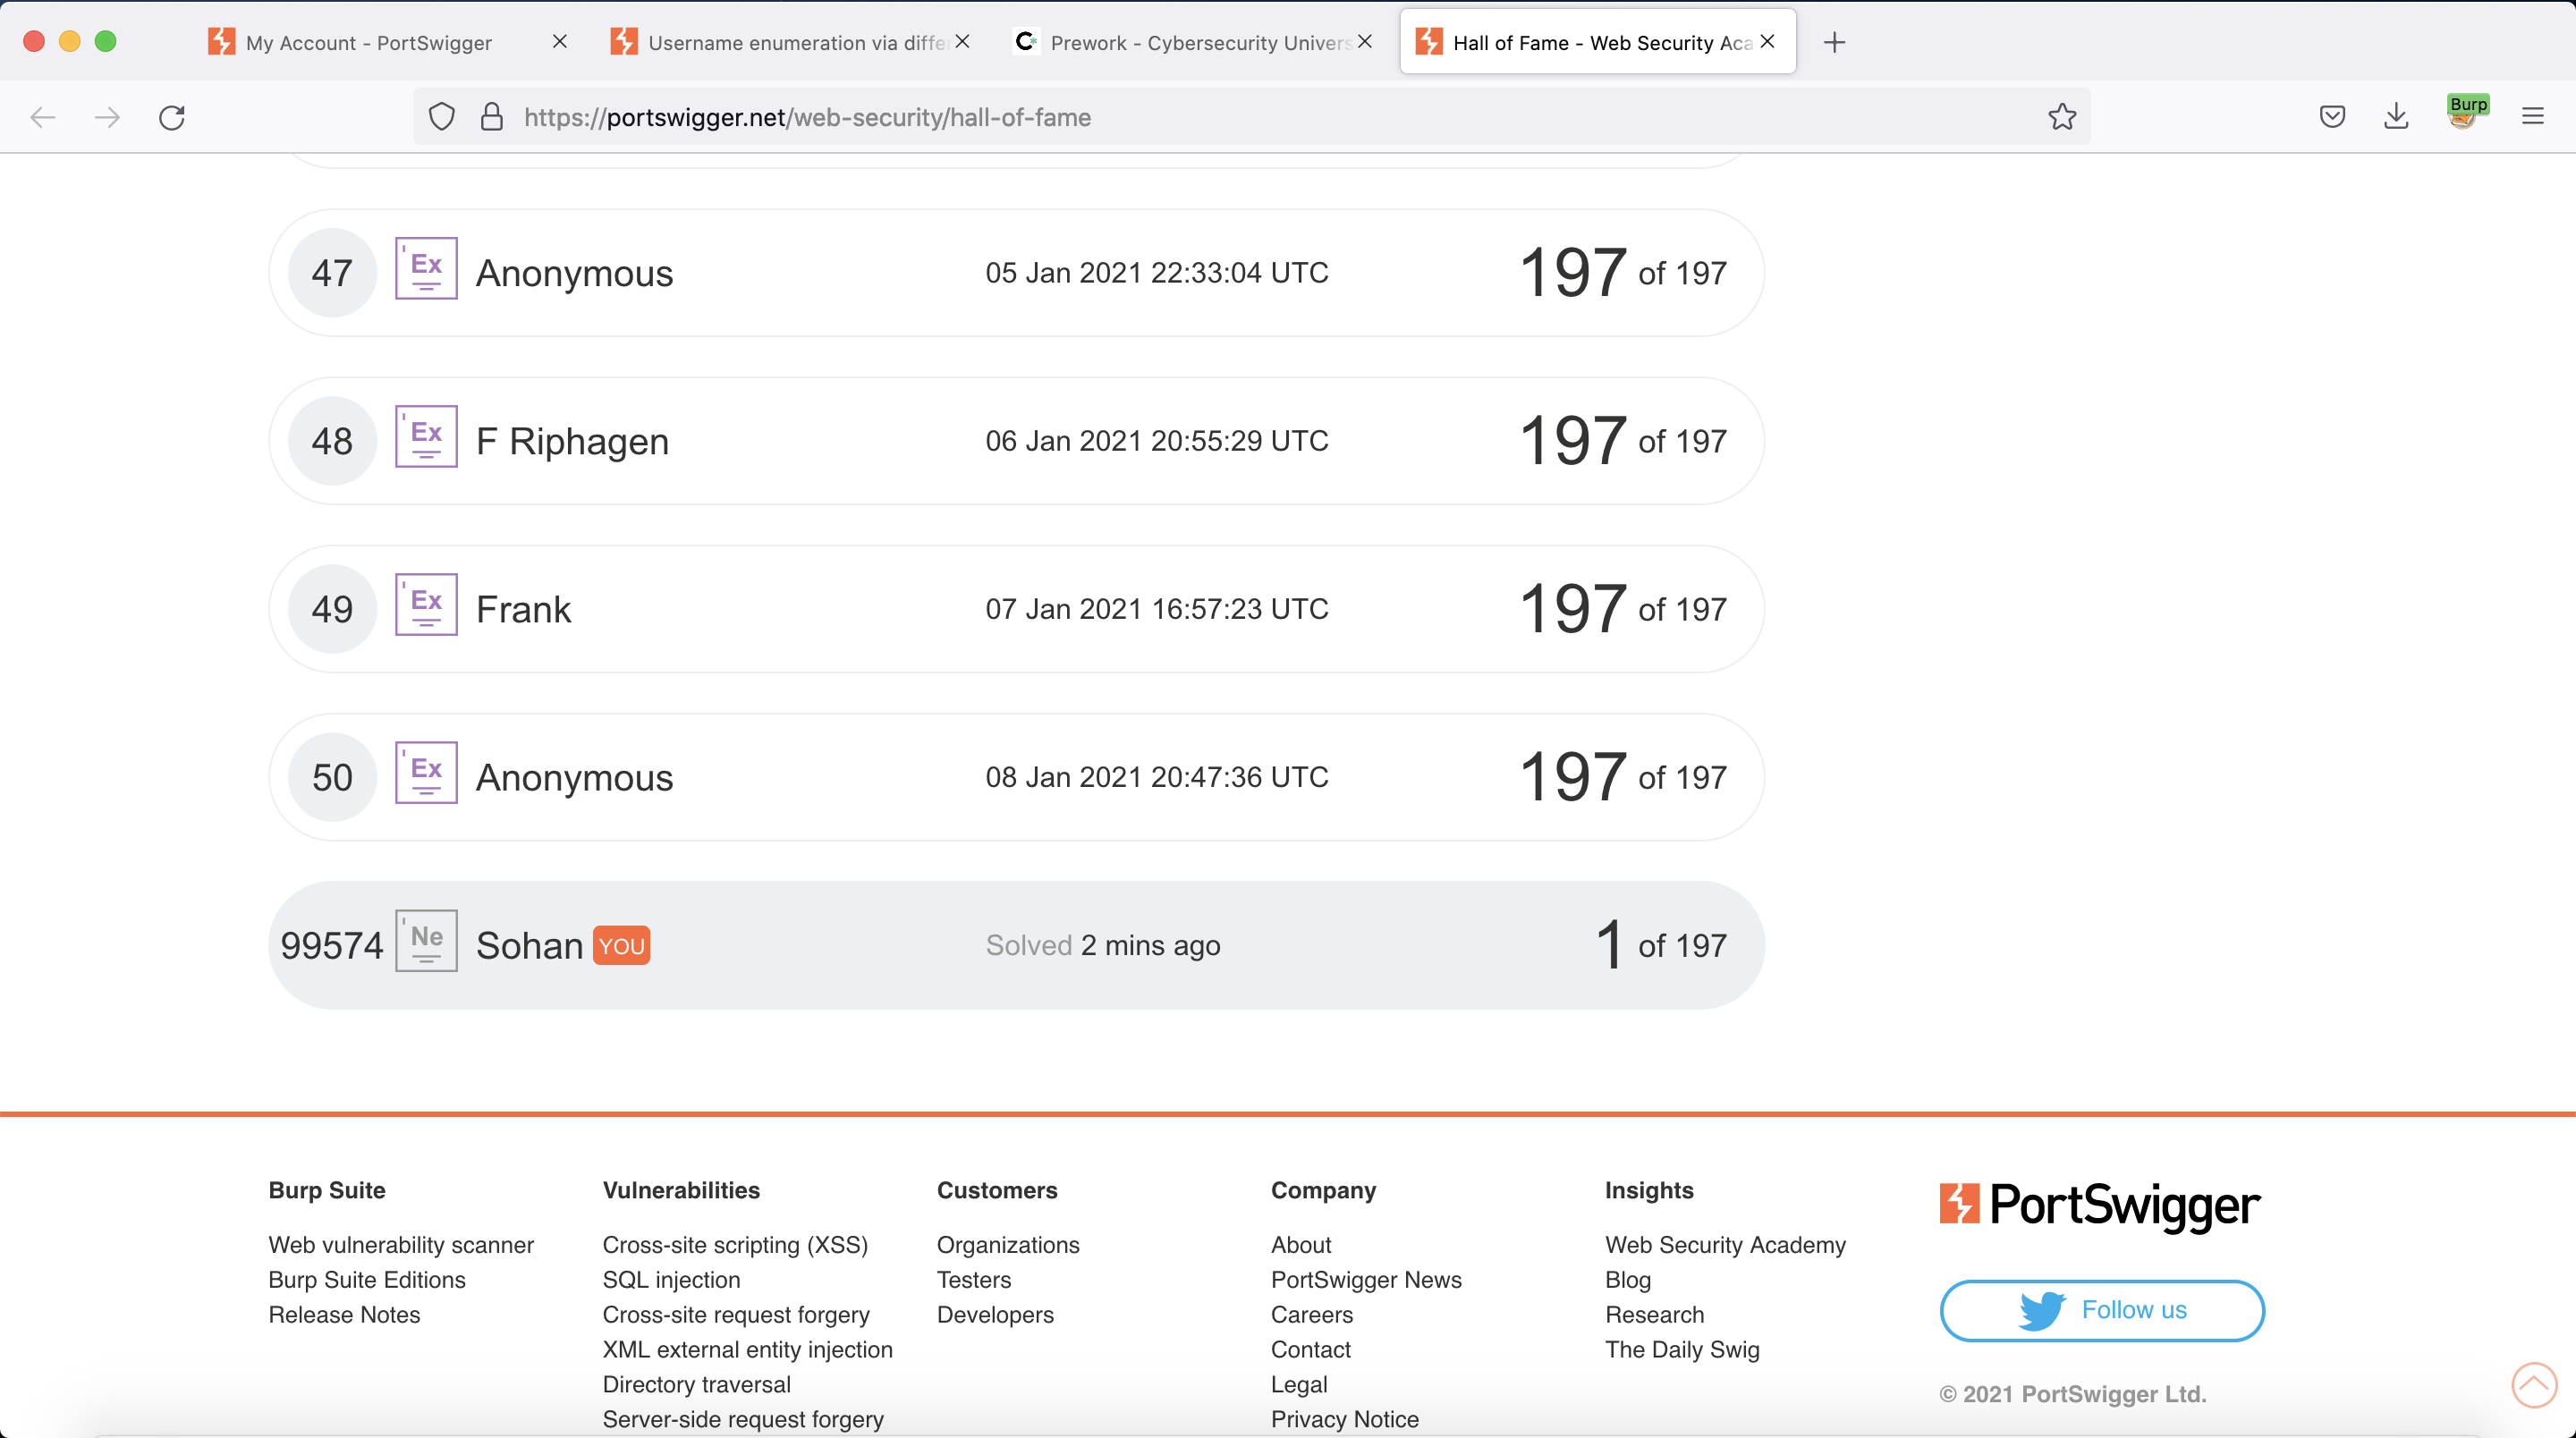 My Account - PortSwigger
Username enumeration via diffe
Prework - Cybersecurity Univers
Hall of Fame - Web Security Aca
https://portswigger.net/web-security/hall-of-fame
Burp
47 Ex Anonymous 05 Jan 2021 22:33:04 UTC 197 of 197
48 Ex F Riphagen 06 Jan 2021 20:55:29 UTC 197 of 197
49 Ex Frank 07 Jan 2021 16:57:23 UTC 197 of 197
50 Ex Anonymous 08 Jan 2021 20:47:36 UTC 197 of 197
99574 Ne Sohan YOU Solved 2 mins ago 1 of 197
Burp Suite
Web vulnerability scanner
Burp Suite Editions
Release Notes
Vulnerabilities
Cross-site scripting (XSS)
SQL injection
Cross-site request forgery
XML external entity injection
Directory traversal
Server-side request forgery
Customers
Organizations
Testers
Developers
Company
About
PortSwigger News
Careers
Contact
Legal
Privacy Notice
Insights
Web Security Academy
Blog
Research
The Daily Swig
PortSwigger
Follow us
© 2021 PortSwigger Ltd.